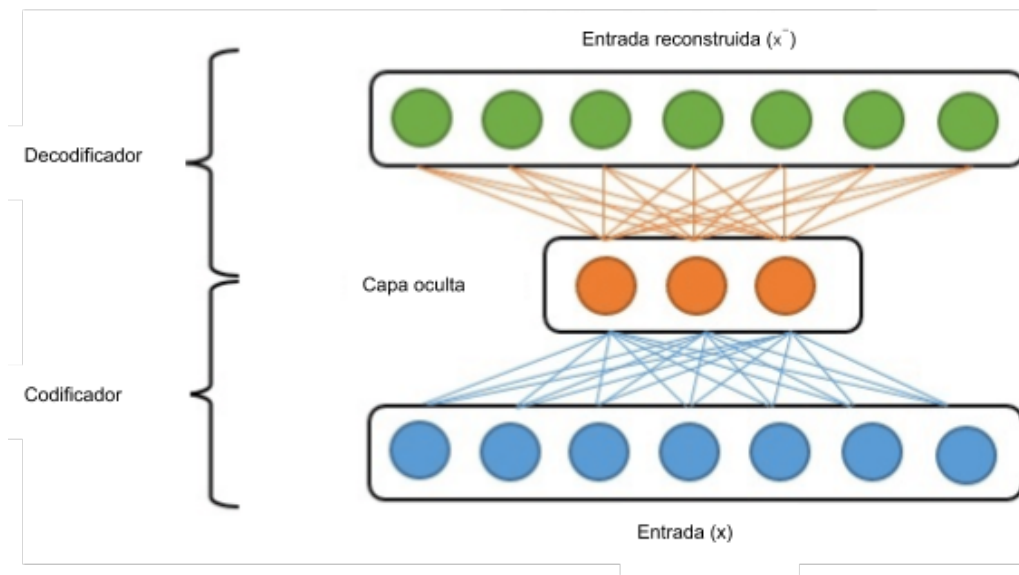 Entrada reconstruida (x¯)
Decodificador
Capa oculta
Codificador
Entrada (x)